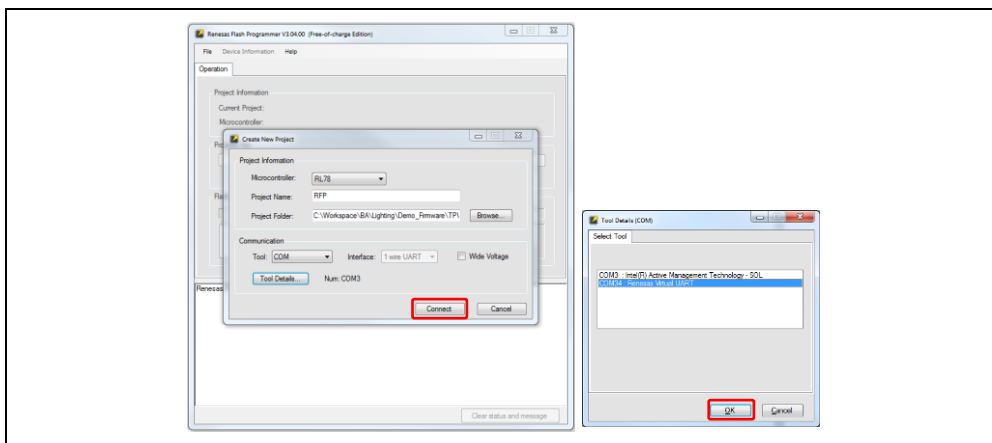 Renesas Flash Programmer V3.04.00 (Free-of-charge Edition)
File Device Information Help
Operation
Project Information
Current Project:
Microcontroller:
Create New Project
Project Information
Microcontroller: RL78
Project Name: RFP
Project Folder: C:\Workspace\BA\Lighting\Demo_Firmware\TP\ Browse...
Communication
Tool: COM Interface: 1 wire UART Wide Voltage
Tool Details... Num: COM3
Connect Cancel
Renesas
Clear status and message
Tool Details (COM)
Select Tool
COM3 : Intel(R) Active Management Technology - SOL
COM34 : Renesas Virtual UART
OK Cancel